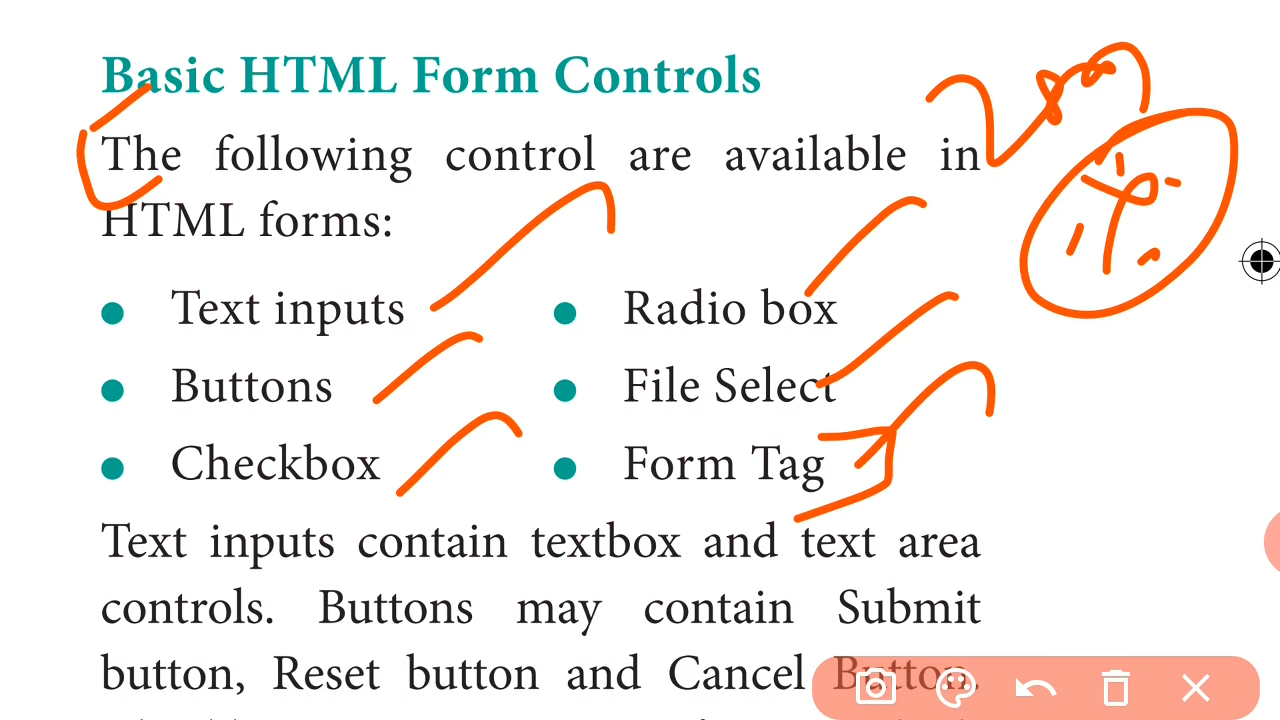 Basic HTML Form Controls
The following control are available in
HTML forms:
Text inputs
Radio box
Buttons
File Select
Checkbox
Form Tag
Text inputs contain textbox and text area
controls. Buttons may contain Submit
button, Reset button and Cancel Button.